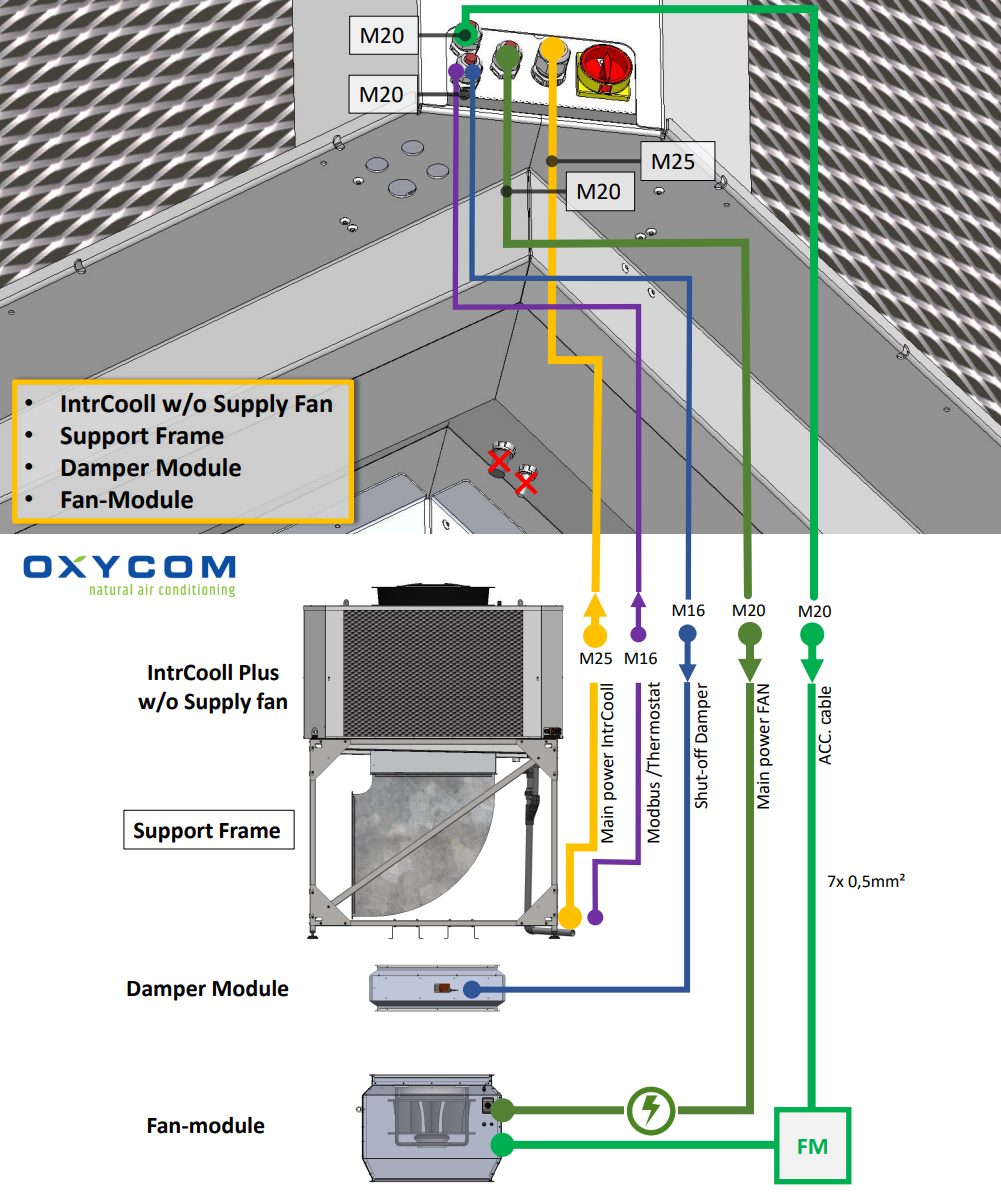 M20
M20
M25
M20
• IntrCooll w/o Supply Fan
• Support Frame
• Damper Module
• Fan-Module
OXYCOM
natural air conditioning
M16
M20
M20
M25
M16
IntrCooll Plus
w/o Supply fan
Main power IntrCooll
Modbus /Thermostat
Shut-off Damper
Main power FAN
ACC. cable
Support Frame
7x 0,5mm²
Damper Module
Fan-module
FM